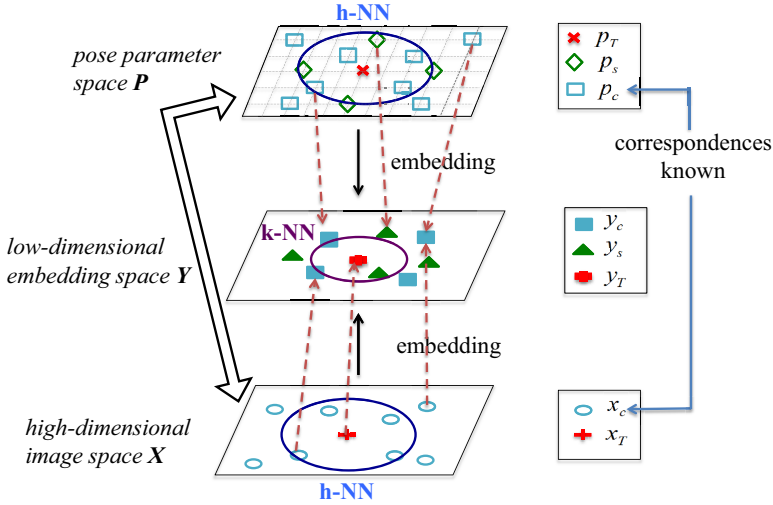 h-NN
pose parameter
space P
p_T
p_s
p_c
embedding
correspondences
known
k-NN
low-dimensional
embedding space Y
y_c
y_s
y_T
embedding
high-dimensional
image space X
x_c
x_T
h-NN